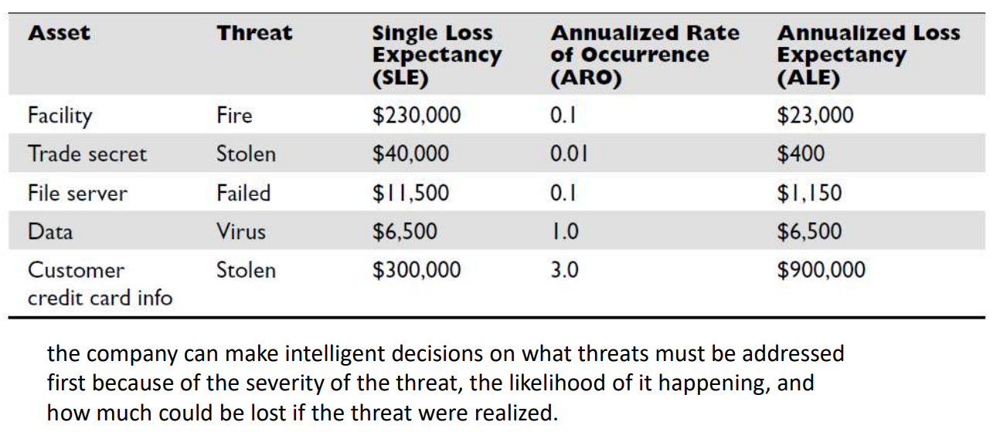 Asset Threat Single Loss Expectancy (SLE) Annualized Rate of Occurrence (ARO) Annualized Loss Expectancy (ALE)
Facility Fire $230,000 0.1 $23,000
Trade secret Stolen $40,000 0.01 $400
File server Failed $11,500 0.1 $1,150
Data Virus $6,500 1.0 $6,500
Customer credit card info Stolen $300,000 3.0 $900,000
the company can make intelligent decisions on what threats must be addressed
first because of the severity of the threat, the likelihood of it happening, and
how much could be lost if the threat were realized.